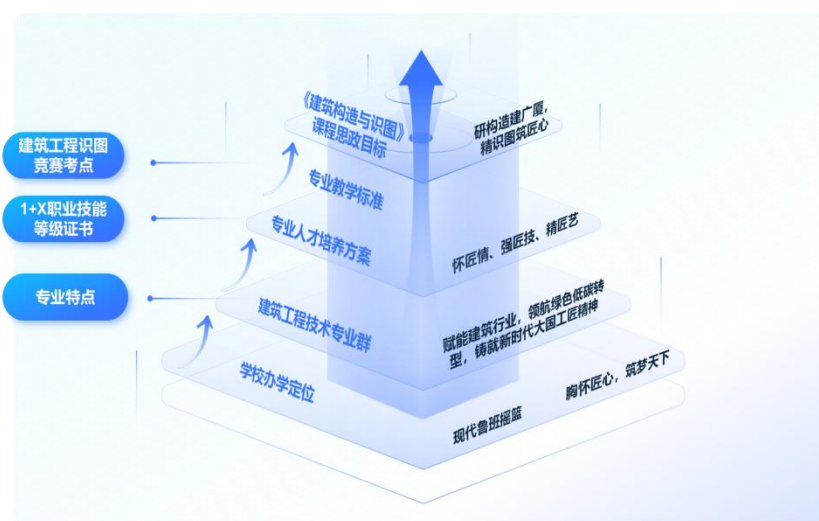 《建筑构造与识图》
课程思政目标
研构造建广厦，
精识图筑匠心
建筑工程识图
竞赛考点
专业教学标准
1+X职业技能
等级证书
专业人才培养方案
怀匠情、强匠技、精匠艺
专业特点
建筑工程技术专业群
赋能建筑行业，领航绿色低碳转
型，铸就新时代大国工匠精神
学校办学定位
现代鲁班摇篮
胸怀匠心，筑梦天下